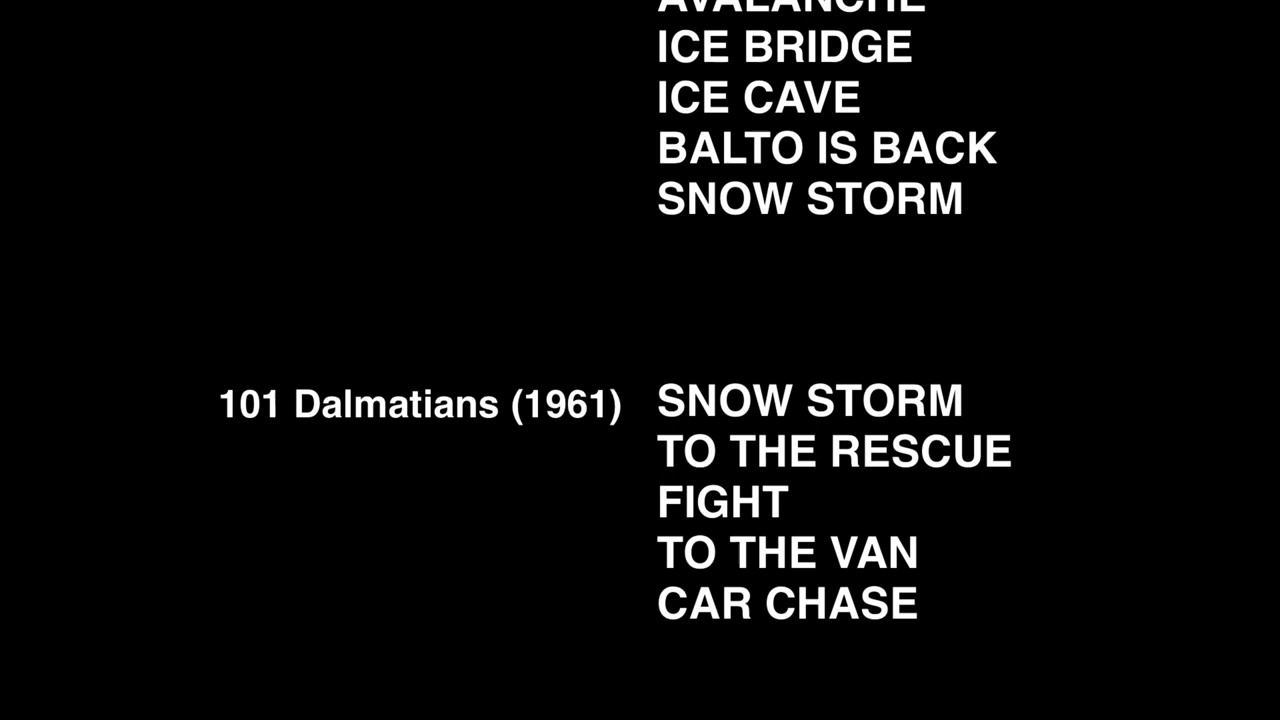 AVALANCHE
ICE BRIDGE
ICE CAVE
BALTO IS BACK
SNOW STORM
101 Dalmatians (1961) SNOW STORM
TO THE RESCUE
FIGHT
TO THE VAN
CAR CHASE